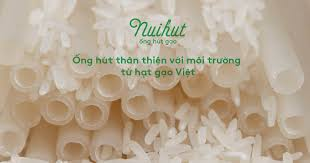 Nuihut
ống hút gạo
Ống hút thân thiện với môi trường
từ hạt gạo Việt